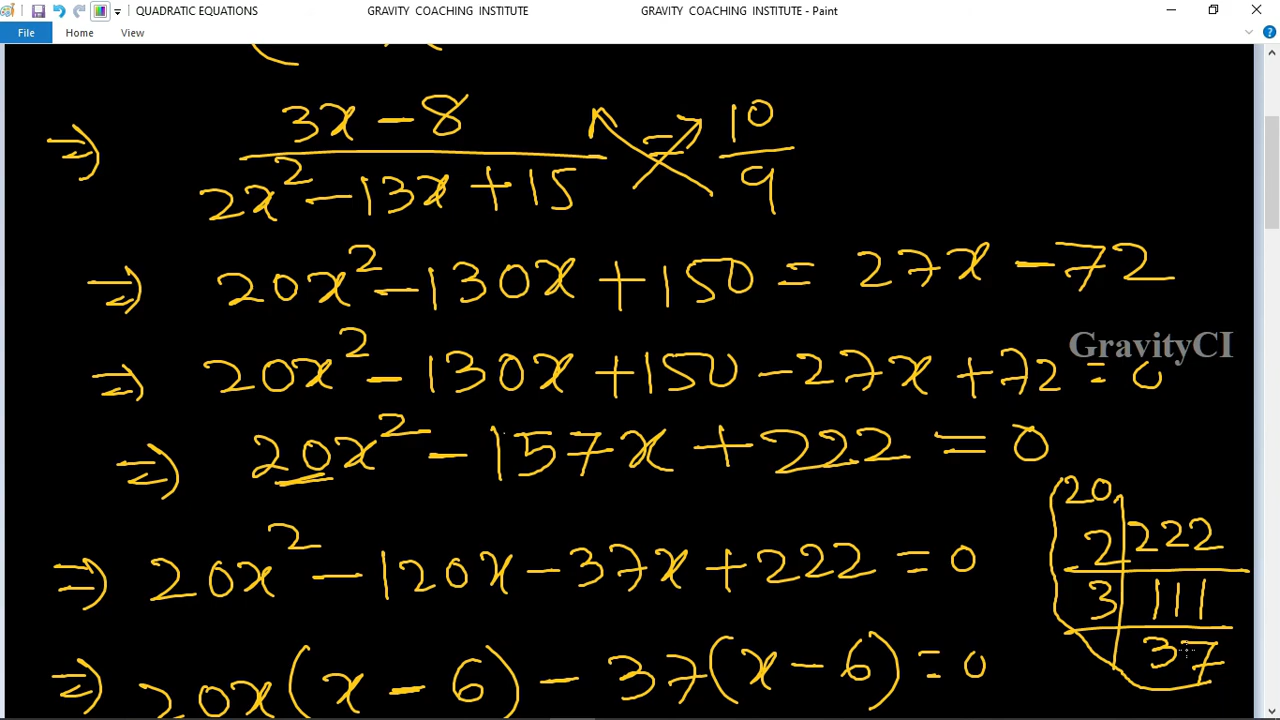 QUADRATIC EQUATIONS GRAVITY COACHING INSTITUTE GRAVITY COACHING INSTITUTE - Paint
File Home View
⇒ (3x - 8)/(2x² - 13x + 15) = 10/9
⇒ 20x² - 130x + 150 = 27x - 72
GravityCI
⇒ 20x² - 130x + 150 - 27x + 72 = 0
⇒ 20x² - 157x + 222 = 0
20
2 222
3 111
37
⇒ 20x² - 120x - 37x + 222 = 0
⇒ 20x(x - 6) - 37(x - 6) = 0